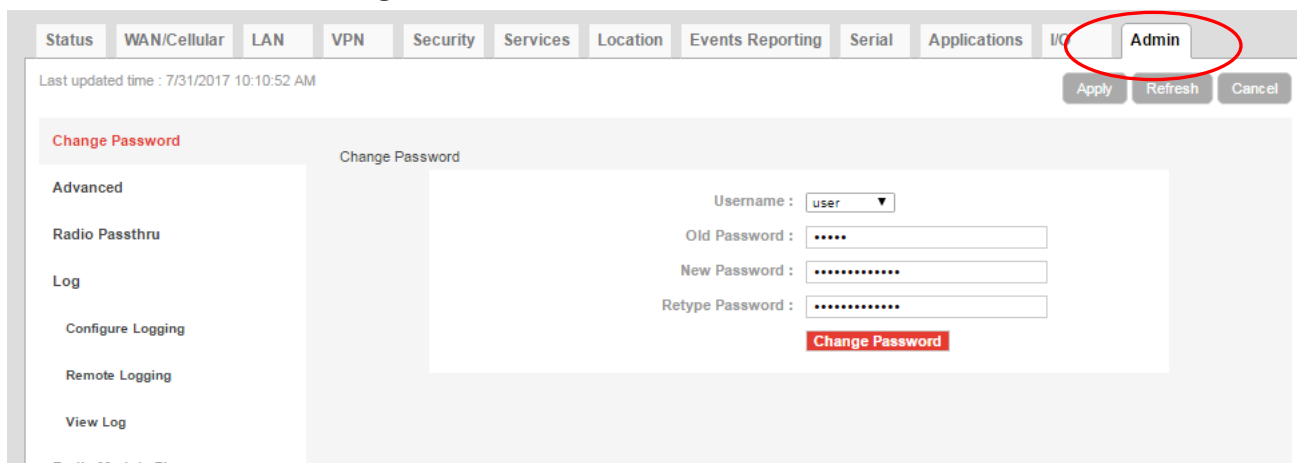 Status WAN/Cellular LAN VPN Security Services Location Events Reporting Serial Applications Admin
Last updated time : 7/31/2017 10:10:52 AM
Apply Refresh Cancel
Change Password
Change Password
Advanced
Username : user
Radio Passthru
Old Password : •••••
New Password : •••••••••••••
Log
Retype Password : •••••••••••••
Configure Logging
Change Password
Remote Logging
View Log